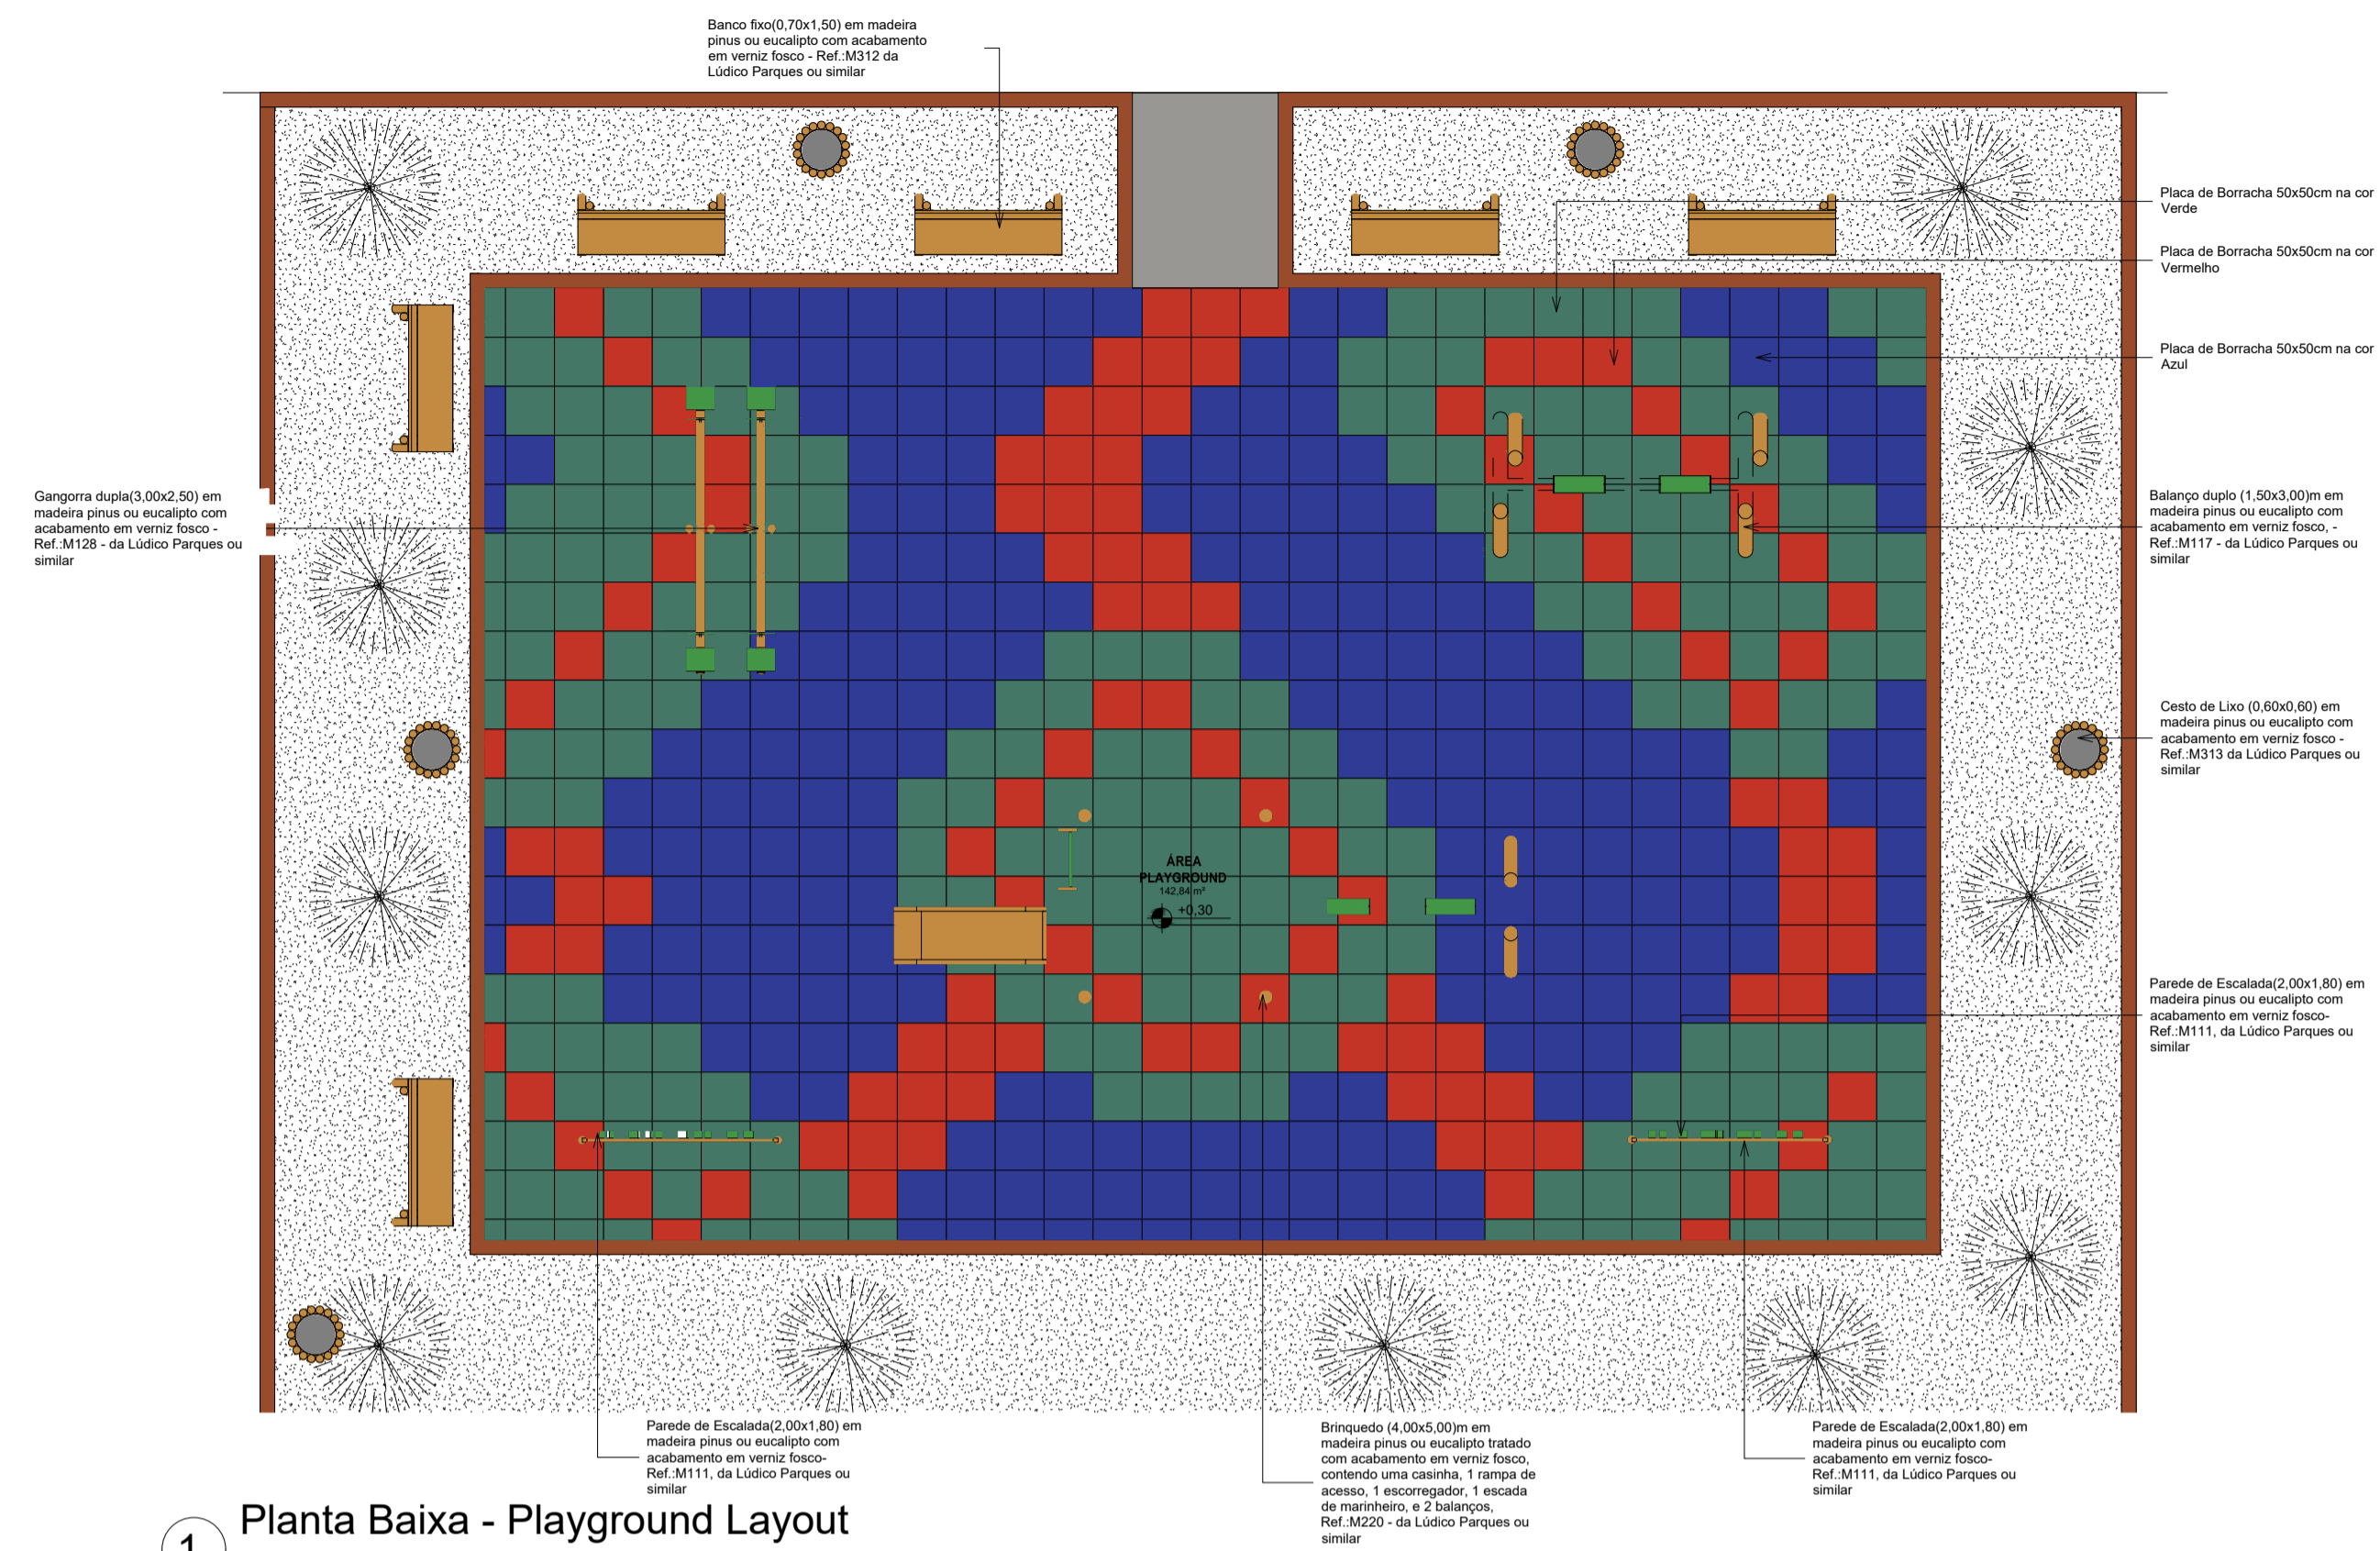 Banco fixo(0,70x1,50) em madeira
pinus ou eucalipto com acabamento
em verniz fosco - Ref.:M312 da
Lúdico Parques ou similar
Placa de Borracha 50x50cm na cor
Verde
Placa de Borracha 50x50cm na cor
Vermelho
Placa de Borracha 50x50cm na cor
Azul
Gangorra dupla(3,00x2,50) em
madeira pinus ou eucalipto com
acabamento em verniz fosco -
Ref.:M128 - da Lúdico Parques ou
similar
Balanço duplo (1,50x3,00)m em
madeira pinus ou eucalipto com
acabamento em verniz fosco, -
Ref.:M117 - da Lúdico Parques ou
similar
Cesto de Lixo (0,60x0,60) em
madeira pinus ou eucalipto com
acabamento em verniz fosco -
Ref.:M313 da Lúdico Parques ou
similar
ÁREA
PLAYGROUND
142,84 m²
+0,30
Parede de Escalada(2,00x1,80) em
madeira pinus ou eucalipto com
acabamento em verniz fosco-
Ref.:M111, da Lúdico Parques ou
similar
Parede de Escalada(2,00x1,80) em
madeira pinus ou eucalipto com
acabamento em verniz fosco-
Ref.:M111, da Lúdico Parques ou
similar
Brinquedo (4,00x5,00)m em
madeira pinus ou eucalipto tratado
com acabamento em verniz fosco,
contendo uma casinha, 1 rampa de
acesso, 1 escorregador, 1 escada
de marinheiro, e 2 balanços,
Ref.:M220 - da Lúdico Parques ou
similar
Parede de Escalada(2,00x1,80) em
madeira pinus ou eucalipto com
acabamento em verniz fosco-
Ref.:M111, da Lúdico Parques ou
similar
1 Planta Baixa - Playground Layout